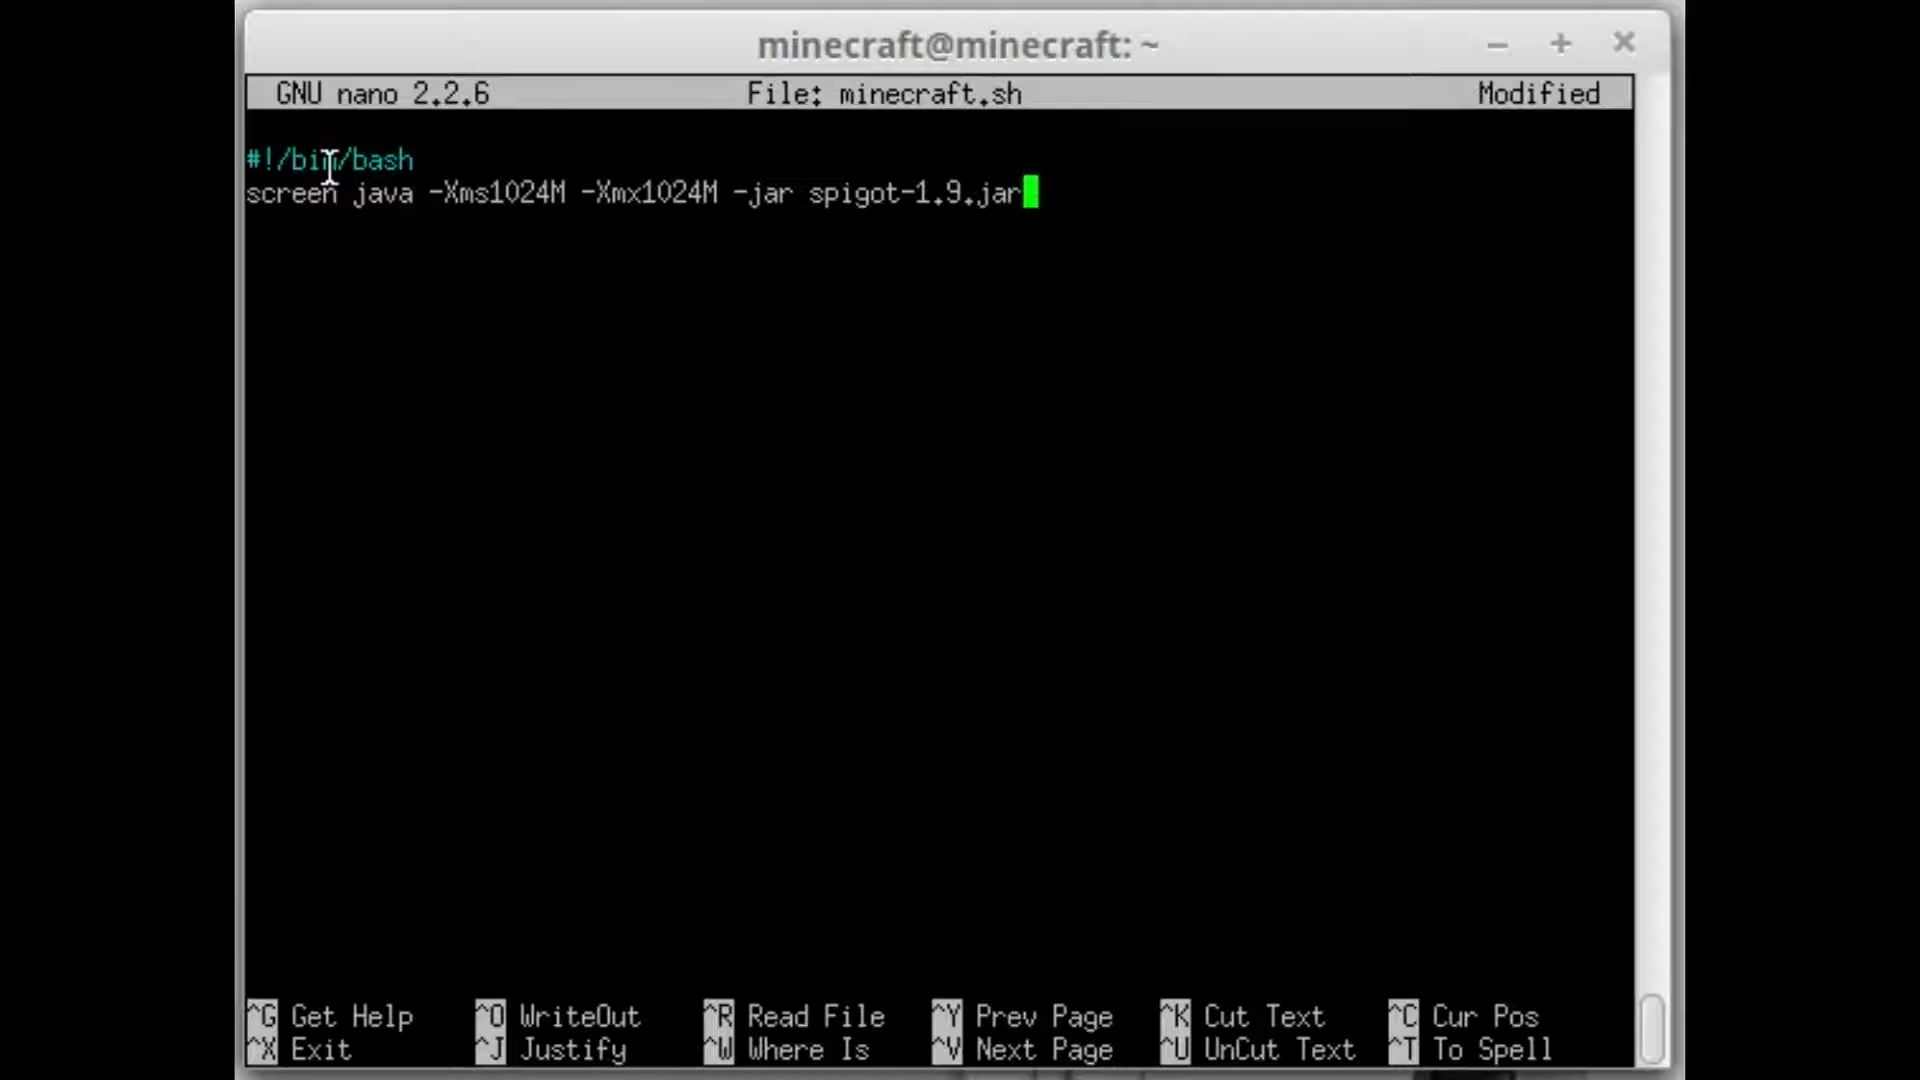 minecraft@minecraft: ~
GNU nano 2.2.6 File: minecraft.sh Modified
#!/bin/bash
screen java -Xms1024M -Xmx1024M -jar spigot-1.9.jar
^G Get Help ^O WriteOut ^R Read File ^Y Prev Page ^K Cut Text ^C Cur Pos
^X Exit ^J Justify ^W Where Is ^V Next Page ^U UnCut Text ^T To Spell